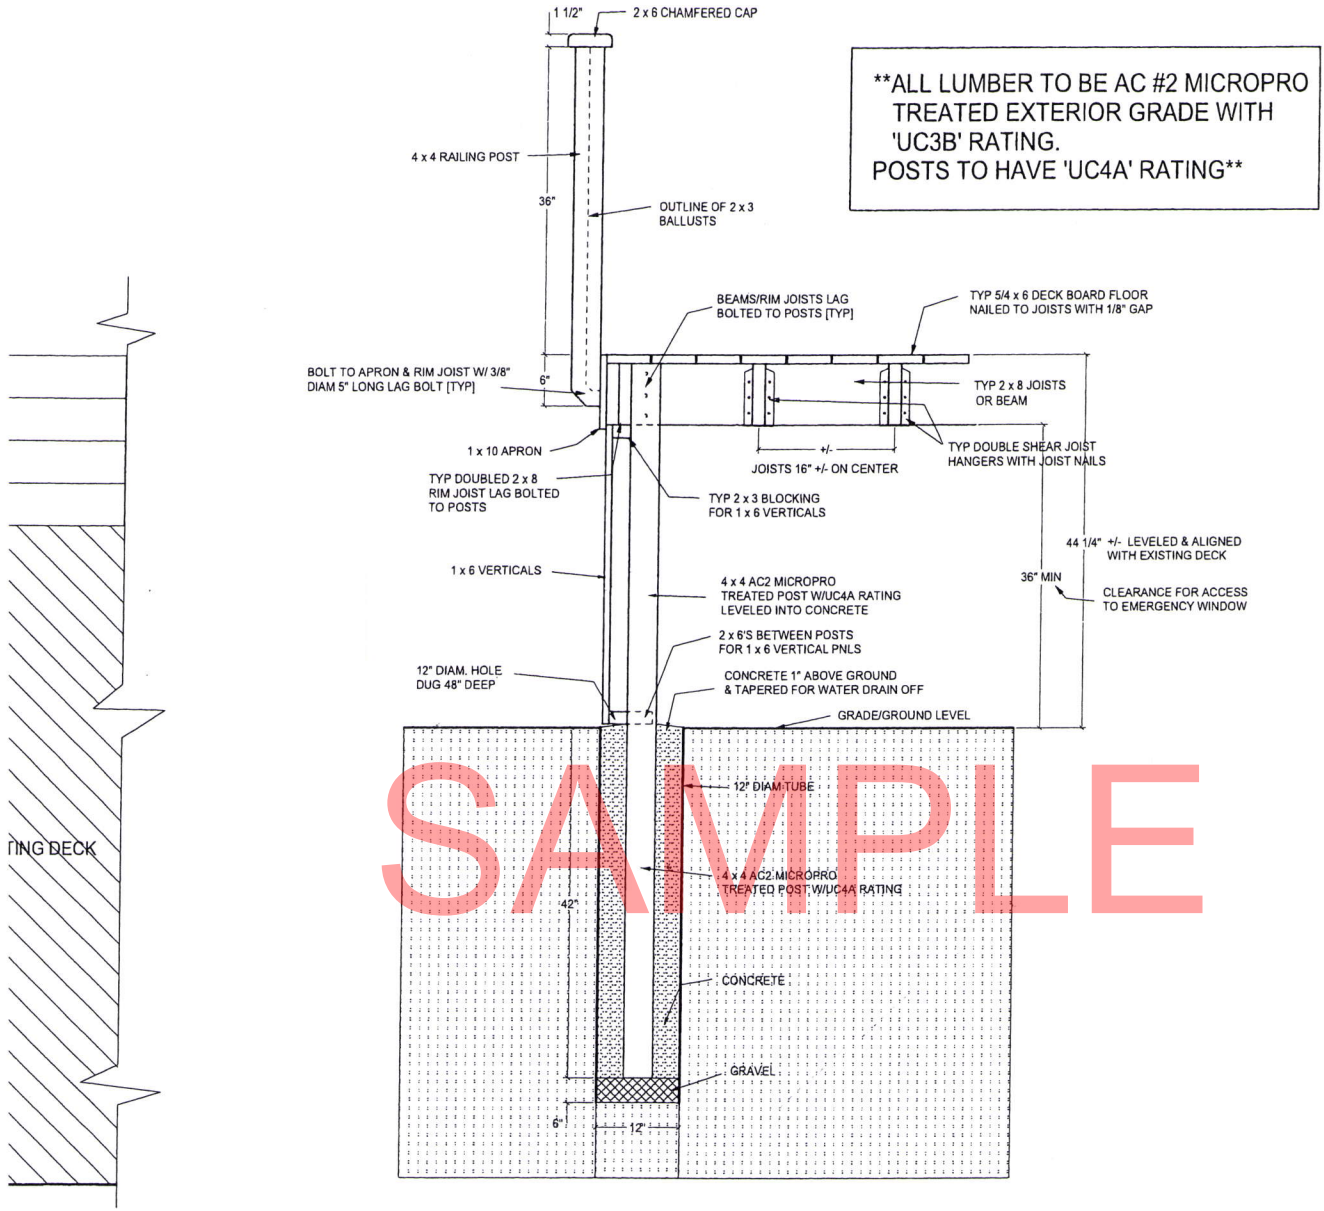 1 1/2"
2 x 6 CHAMFERED CAP
**ALL LUMBER TO BE AC #2 MICROPRO
TREATED EXTERIOR GRADE WITH
'UC3B' RATING.
POSTS TO HAVE 'UC4A' RATING**
4 x 4 RAILING POST
36"
OUTLINE OF 2 x 3
BALLUSTS
BEAMS/RIM JOISTS LAG
BOLTED TO POSTS [TYP]
TYP 5/4 x 6 DECK BOARD FLOOR
NAILED TO JOISTS WITH 1/8" GAP
BOLT TO APRON & RIM JOIST W/ 3/8"
DIAM 5" LONG LAG BOLT [TYP]
6"
TYP 2 x 8 JOISTS
OR BEAM
1 x 10 APRON
+/-
JOISTS 16" +/- ON CENTER
TYP DOUBLE SHEAR JOIST
HANGERS WITH JOIST NAILS
TYP DOUBLED 2 x 8
RIM JOIST LAG BOLTED
TO POSTS
TYP 2 x 3 BLOCKING
FOR 1 x 6 VERTICALS
44 1/4" +/- LEVELED & ALIGNED
WITH EXISTING DECK
1 x 6 VERTICALS
36" MIN
4 x 4 AC2 MICROPRO
TREATED POST W/UC4A RATING
LEVELED INTO CONCRETE
CLEARANCE FOR ACCESS
TO EMERGENCY WINDOW
2 x 6'S BETWEEN POSTS
FOR 1 x 6 VERTICAL PNLS
12" DIAM. HOLE
DUG 48" DEEP
CONCRETE 1" ABOVE GROUND
& TAPERED FOR WATER DRAIN OFF
GRADE/GROUND LEVEL
SAMPLE
12" DIAM TUBE
TING DECK
4 x 4 AC2 MICROPRO
TREATED POST W/UC4A RATING
42"
CONCRETE
GRAVEL
6"
12"